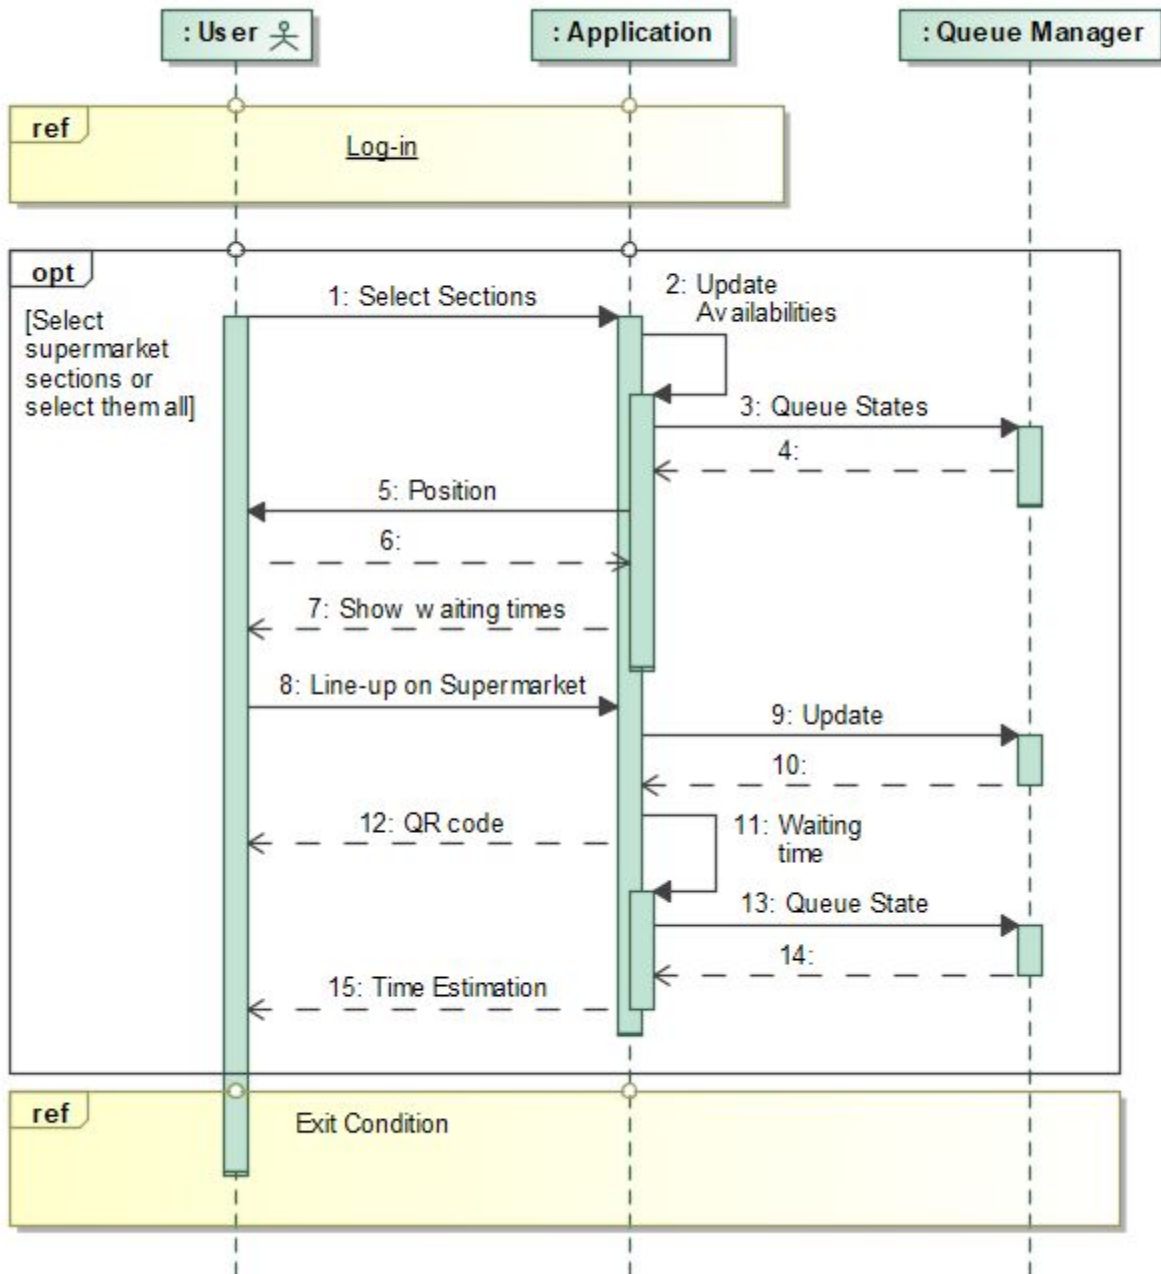 : User
: Application
: Queue Manager
ref
Log-in
opt
[Select
supermarket
sections or
select them all]
1: Select Sections
2: Update
Availabilities
3: Queue States
4:
5: Position
6:
7: Show waiting times
8: Line-up on Supermarket
9: Update
10:
12: QR code
11: Waiting
time
13: Queue State
14:
15: Time Estimation
ref
Exit Condition